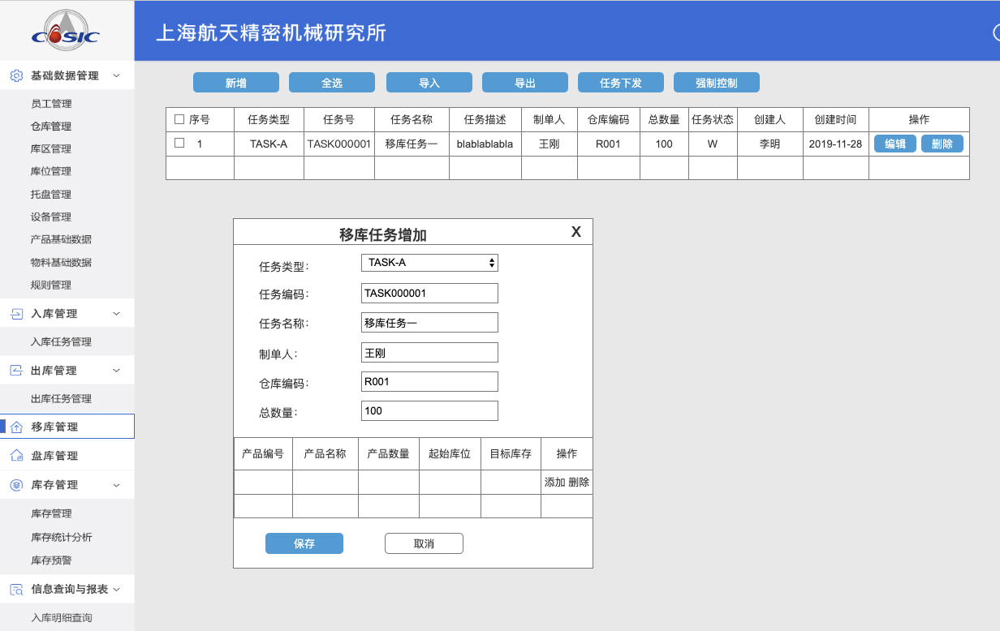 CASIC
上海航天精密机械研究所
基础数据管理
员工管理
仓库管理
库区管理
库位管理
托盘管理
设备管理
产品基础数据
物料基础数据
规则管理
入库管理
入库任务管理
出库管理
出库任务管理
移库管理
盘库管理
库存管理
库存管理
库存统计分析
库存预警
信息查询与报表
入库明细查询
新增 全选 导入 导出 任务下发 强制控制
序号 任务类型 任务号 任务名称 任务描述 制单人 仓库编码 总数量 任务状态 创建人 创建时间 操作
1 TASK-A TASK000001 移库任务一 blablablabla 王刚 R001 100 W 李明 2019-11-28 编辑 删除
移库任务增加 X
任务类型: TASK-A
任务编码: TASK000001
任务名称: 移库任务一
制单人: 王刚
仓库编码: R001
总数量: 100
产品编号 产品名称 产品数量 起始库位 目标库存 操作
添加 删除
保存 取消